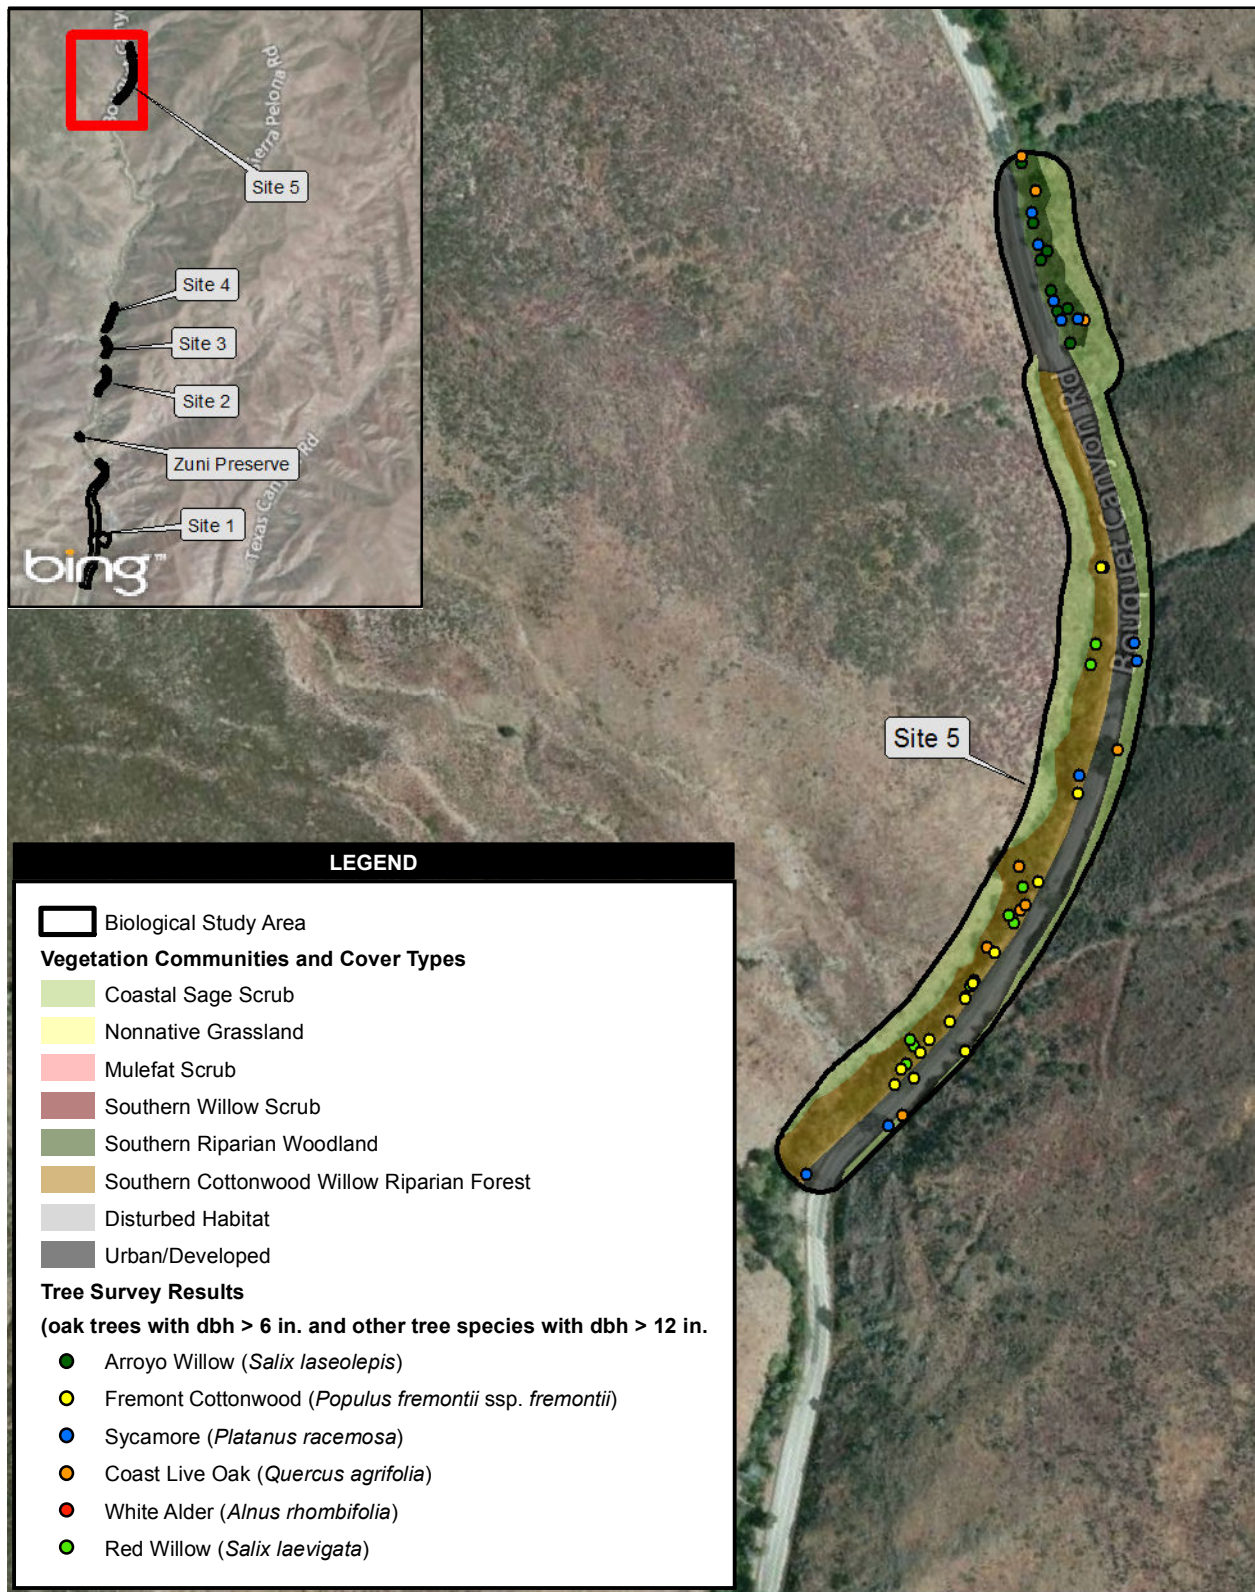 Bouquet Cany
Sierra Pelona Rd
Site 5
Site 4
Site 3
Site 2
Zuni Preserve
Texas Canyon Rd
Site 1
bing™
Bouquet Canyon Rd
Site 5
LEGEND
Biological Study Area
Vegetation Communities and Cover Types
Coastal Sage Scrub
Nonnative Grassland
Mulefat Scrub
Southern Willow Scrub
Southern Riparian Woodland
Southern Cottonwood Willow Riparian Forest
Disturbed Habitat
Urban/Developed
Tree Survey Results
(oak trees with dbh > 6 in. and other tree species with dbh > 12 in.
Arroyo Willow (Salix laseolepis)
Fremont Cottonwood (Populus fremontii ssp. fremontii)
Sycamore (Platanus racemosa)
Coast Live Oak (Quercus agrifolia)
White Alder (Alnus rhombifolia)
Red Willow (Salix laevigata)